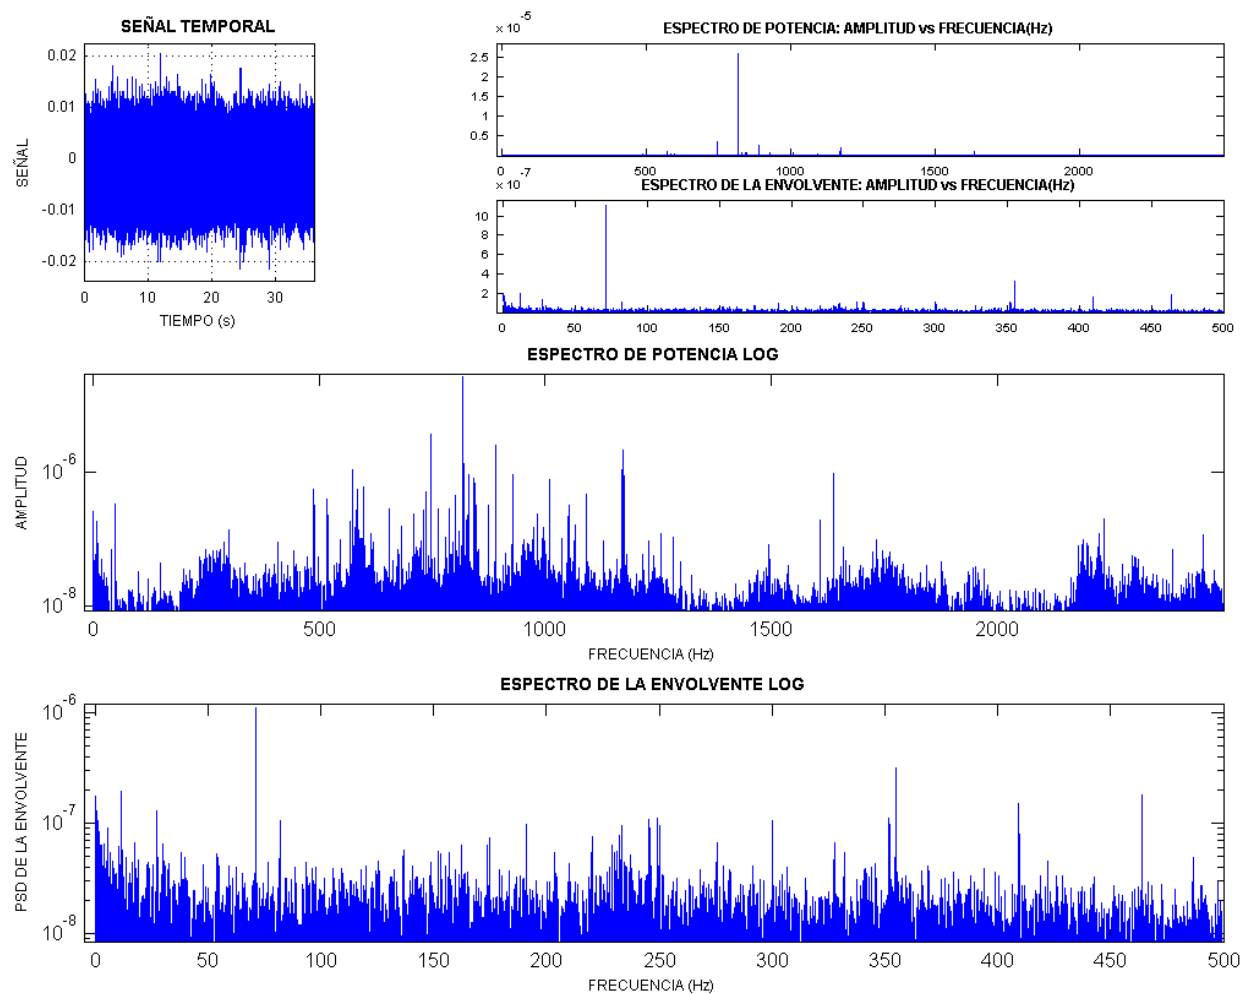 SEÑAL TEMPORAL
0.02
0.01
0
-0.01
-0.02
SEÑAL
0 10 20 30
TIEMPO (s)
× 10 -5
ESPECTRO DE POTENCIA: AMPLITUD vs FRECUENCIA(Hz)
2.5
2
1.5
1
0.5
0 500 1000 1500 2000
× 10 -7
ESPECTRO DE LA ENVOLVENTE: AMPLITUD vs FRECUENCIA(Hz)
10
8
6
4
2
0 50 100 150 200 250 300 350 400 450 500
ESPECTRO DE POTENCIA LOG
AMPLITUD
10 -6
10 -8
0 500 1000 1500 2000
FRECUENCIA (Hz)
ESPECTRO DE LA ENVOLVENTE LOG
PSD DE LA ENVOLVENTE
10 -6
10 -7
10 -8
0 50 100 150 200 250 300 350 400 450 500
FRECUENCIA (Hz)